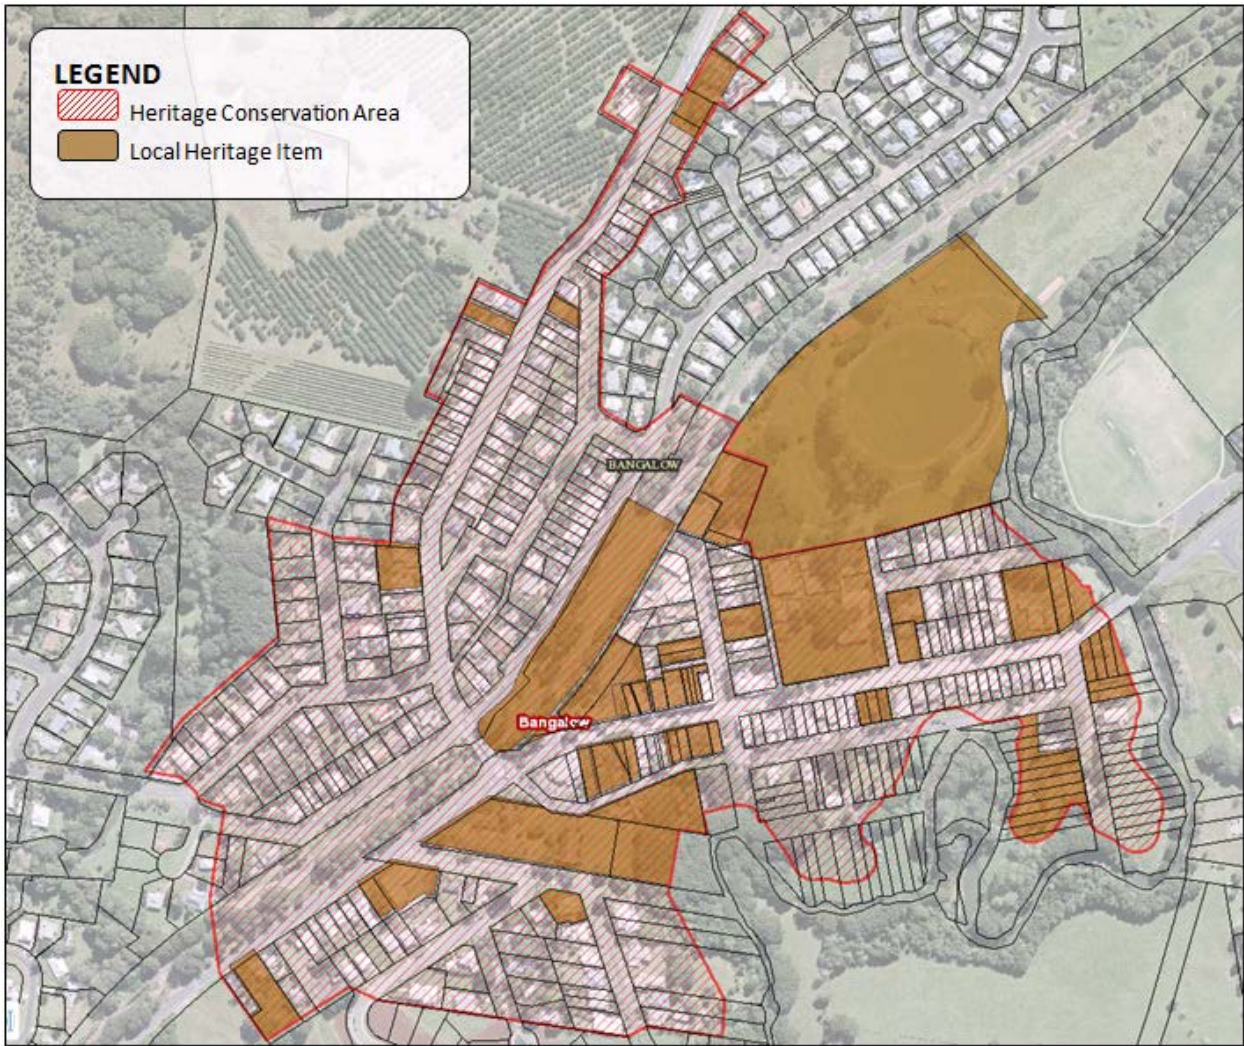 LEGEND
Heritage Conservation Area
Local Heritage Item
BANGALOW
Bangalow